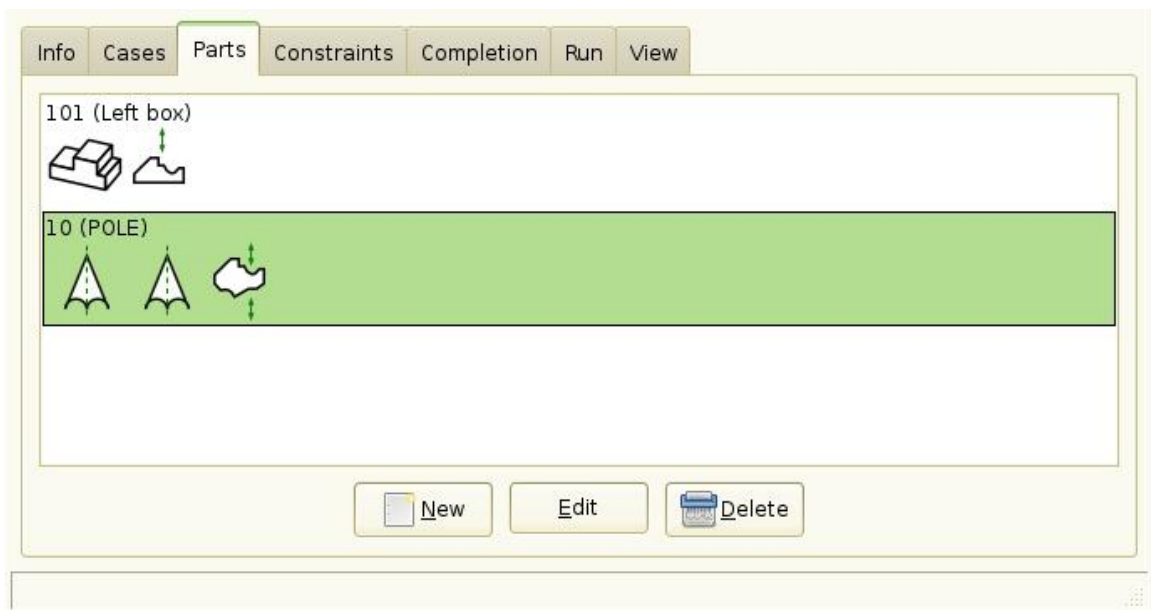 Info Cases Parts Constraints Completion Run View
101 (Left box)
10 (POLE)
New Edit Delete